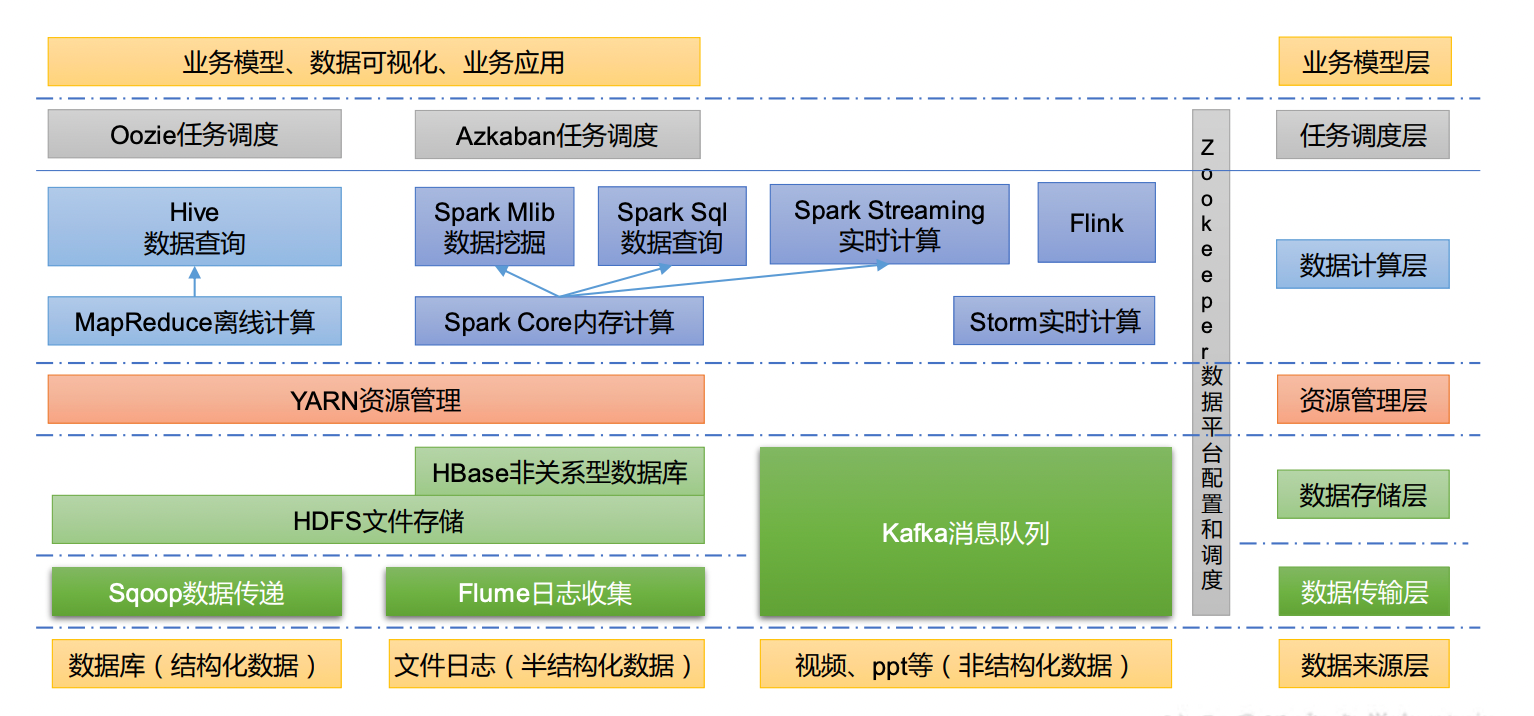 业务模型、数据可视化、业务应用
业务模型层
Oozie任务调度
Azkaban任务调度
任务调度层
Hive
数据查询
Spark Mlib
数据挖掘
Spark Sql
数据查询
Spark Streaming
实时计算
Flink
数据计算层
MapReduce离线计算
Spark Core内存计算
Storm实时计算
Zookeeper数据平台配置和调度
YARN资源管理
资源管理层
HBase非关系型数据库
HDFS文件存储
Kafka消息队列
数据存储层
Sqoop数据传递
Flume日志收集
数据传输层
数据库（结构化数据）
文件日志（半结构化数据）
视频、ppt等（非结构化数据）
数据来源层